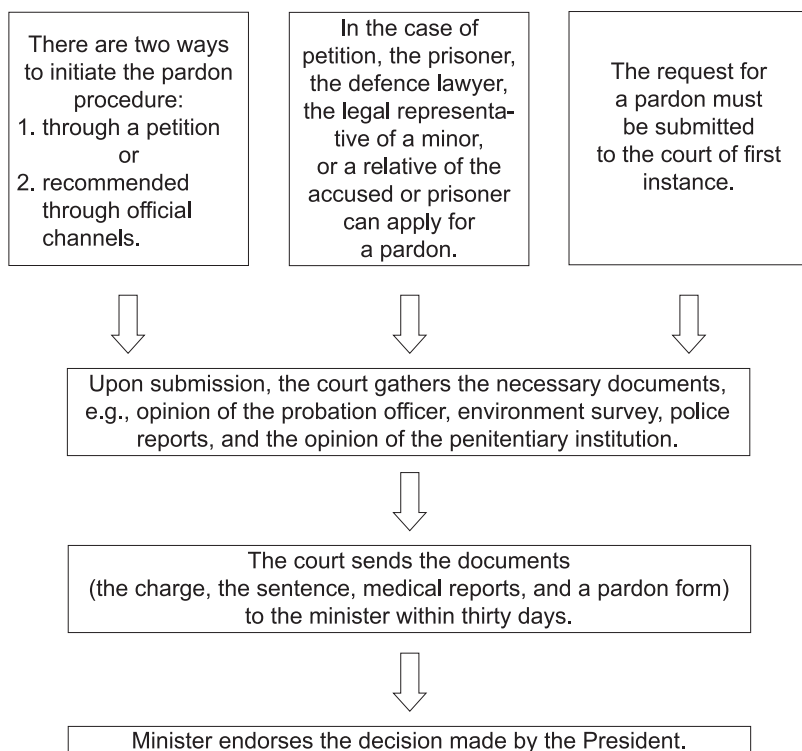 There are two ways
to initiate the pardon
procedure:
1. through a petition
or
2. recommended
through official
channels.
In the case of
petition, the prisoner,
the defence lawyer,
the legal representa-
tive of a minor,
or a relative of the
accused or prisoner
can apply for
a pardon.
The request for
a pardon must
be submitted
to the court of first
instance.
Upon submission, the court gathers the necessary documents,
e.g., opinion of the probation officer, environment survey, police
reports, and the opinion of the penitentiary institution.
The court sends the documents
(the charge, the sentence, medical reports, and a pardon form)
to the minister within thirty days.
Minister endorses the decision made by the President.